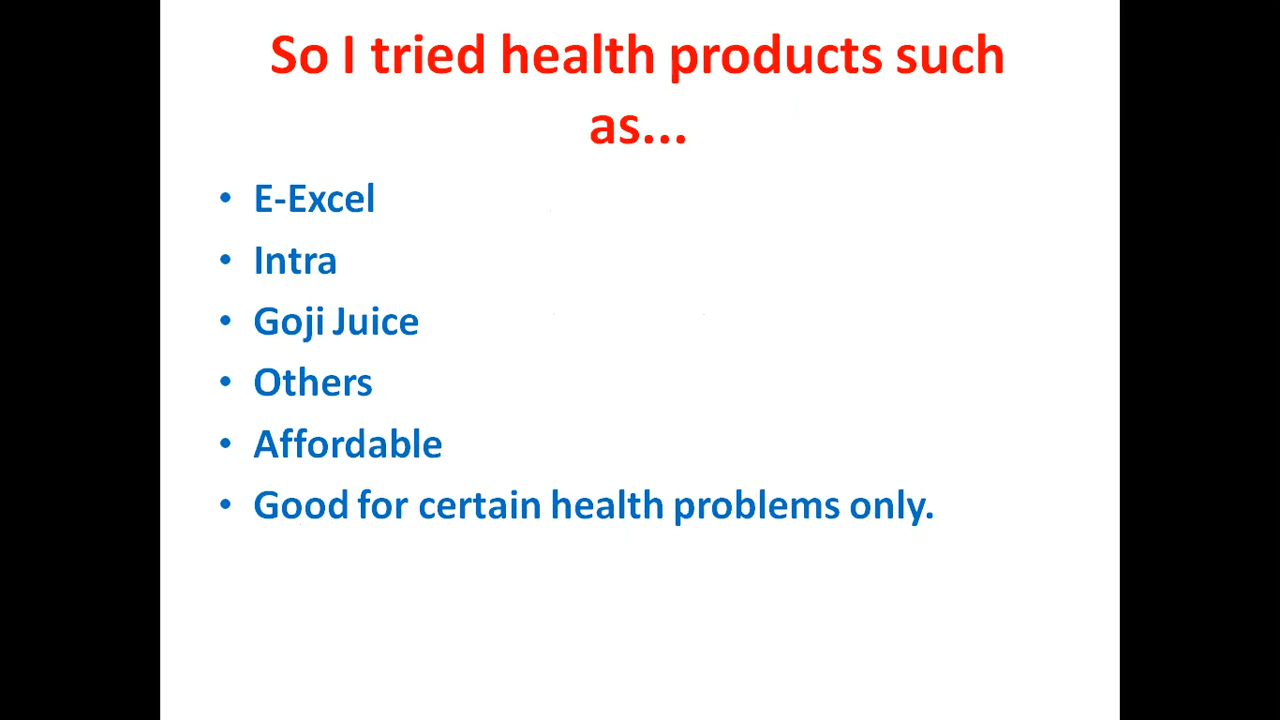 So I tried health products such
as...
• E-Excel
• Intra
• Goji Juice
• Others
• Affordable
• Good for certain health problems only.